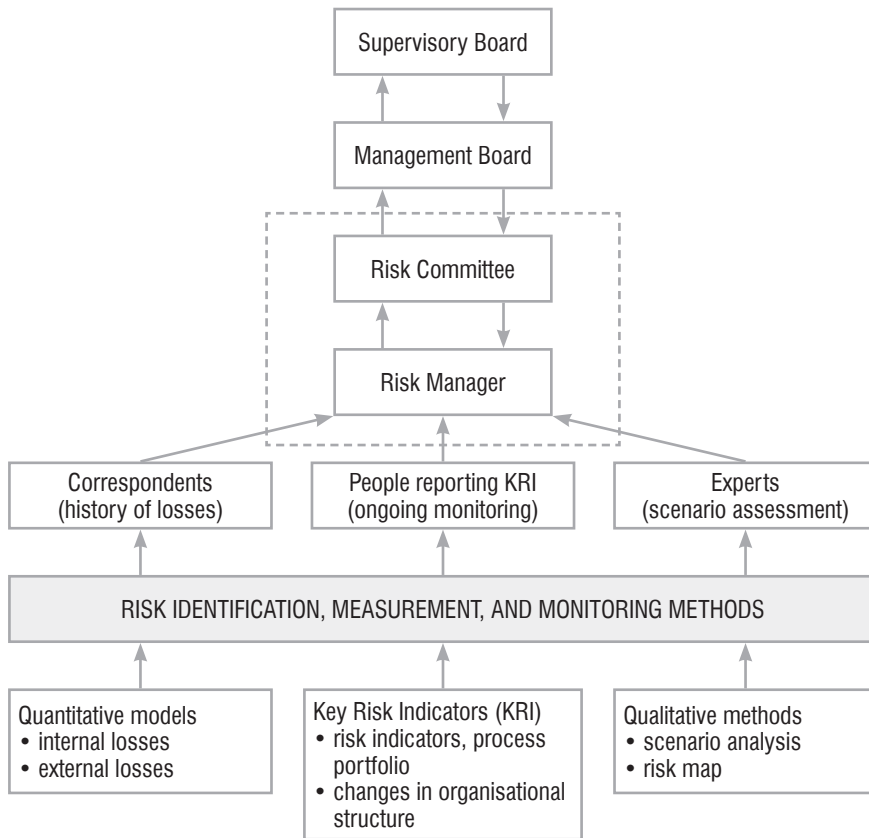 Supervisory Board
Management Board
Risk Committee
Risk Manager
Correspondents
(history of losses)
People reporting KRI
(ongoing monitoring)
Experts
(scenario assessment)
RISK IDENTIFICATION, MEASUREMENT, AND MONITORING METHODS
Quantitative models
• internal losses
• external losses
Key Risk Indicators (KRI)
• risk indicators, process
portfolio
• changes in organisational
structure
Qualitative methods
• scenario analysis
• risk map